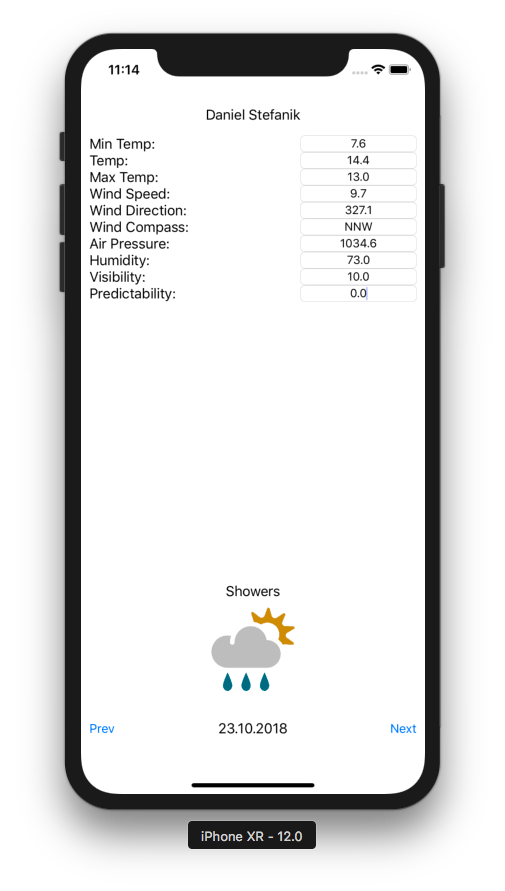 11:14
Daniel Stefanik
Min Temp: 7.6
Temp: 14.4
Max Temp: 13.0
Wind Speed: 9.7
Wind Direction: 327.1
Wind Compass: NNW
Air Pressure: 1034.6
Humidity: 73.0
Visibility: 10.0
Predictability: 0.0
Showers
Prev 23.10.2018 Next
iPhone XR - 12.0